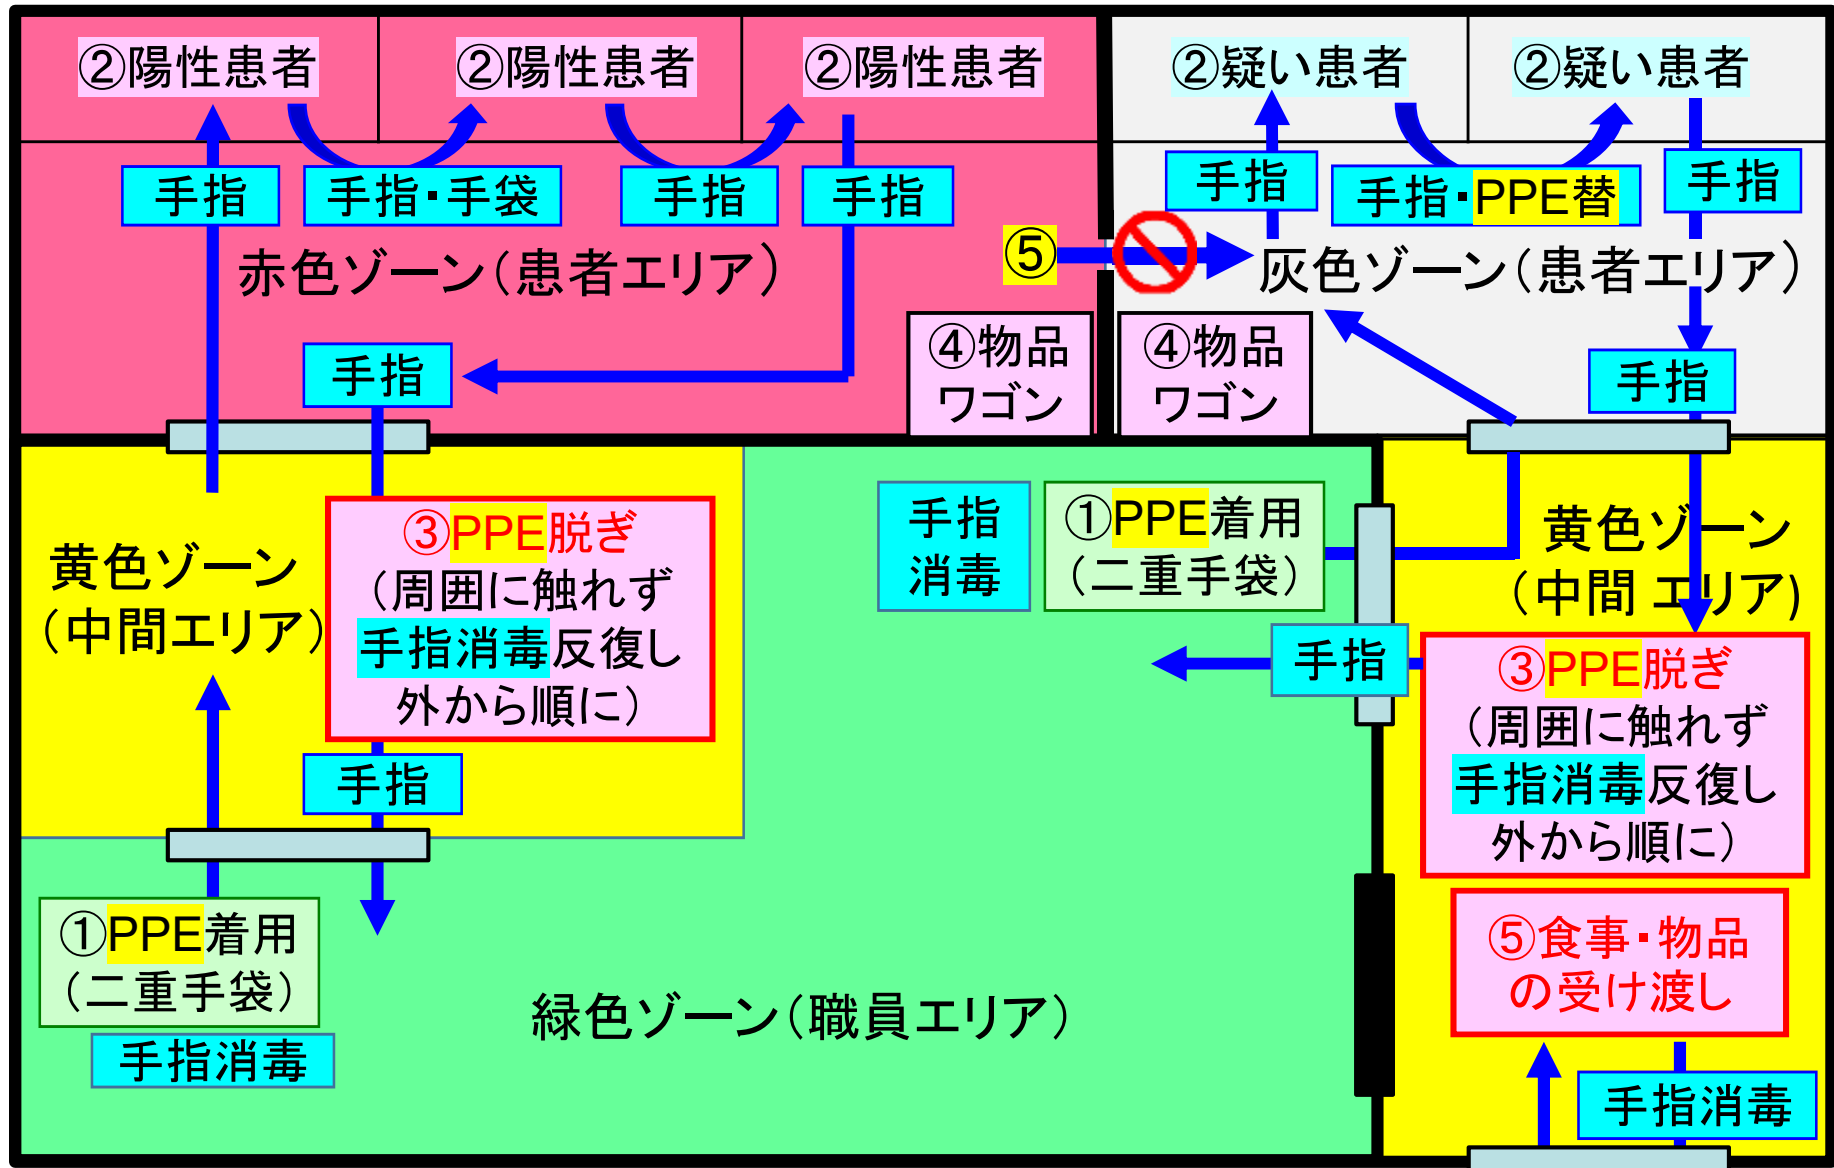 ②陽性患者
②陽性患者
②陽性患者
②疑い患者
②疑い患者
手指
手指・手袋
手指
手指
手指
手指・PPE替
手指
赤色ゾーン（患者エリア）
⑤
灰色ゾーン（患者エリア）
手指
④物品
ワゴン
④物品
ワゴン
手指
黄色ゾーン
（中間エリア）
③PPE脱ぎ
（周囲に触れず
手指消毒反復し
外から順に）
手指
手指
消毒
①PPE着用
（二重手袋）
黄色ゾーン
（中間 エリア)
手指
③PPE脱ぎ
（周囲に触れず
手指消毒反復し
外から順に）
①PPE着用
（二重手袋）
手指消毒
緑色ゾーン（職員エリア）
⑤食事・物品
の受け渡し
手指消毒